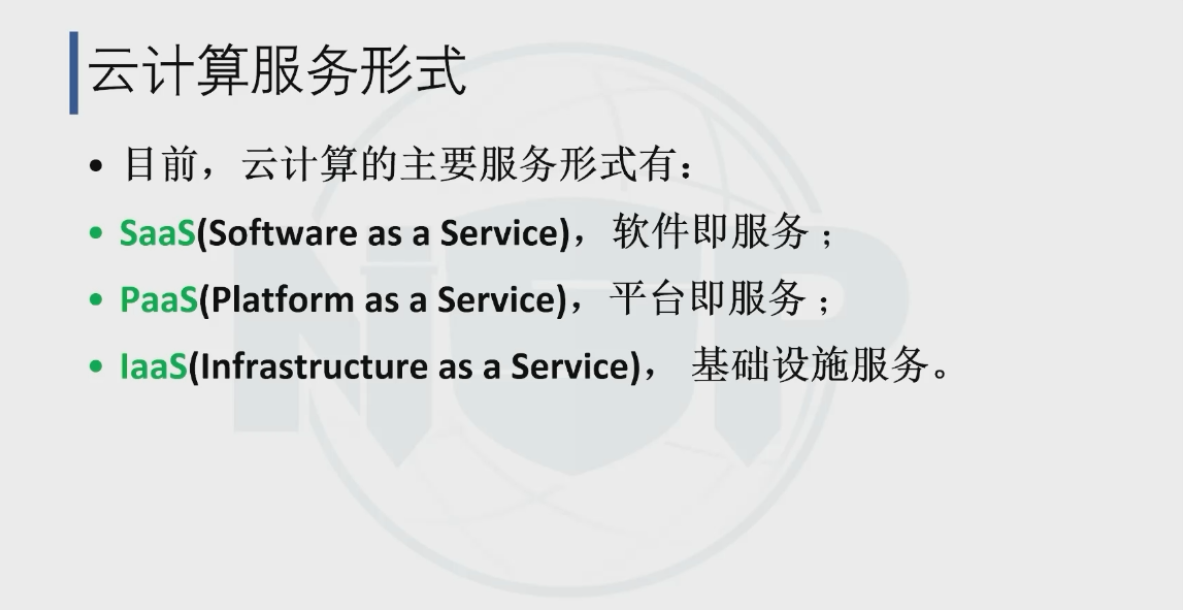 云计算服务形式
• 目前，云计算的主要服务形式有：
• SaaS(Software as a Service)，软件即服务；
• PaaS(Platform as a Service)，平台即服务；
• IaaS(Infrastructure as a Service)， 基础设施服务。